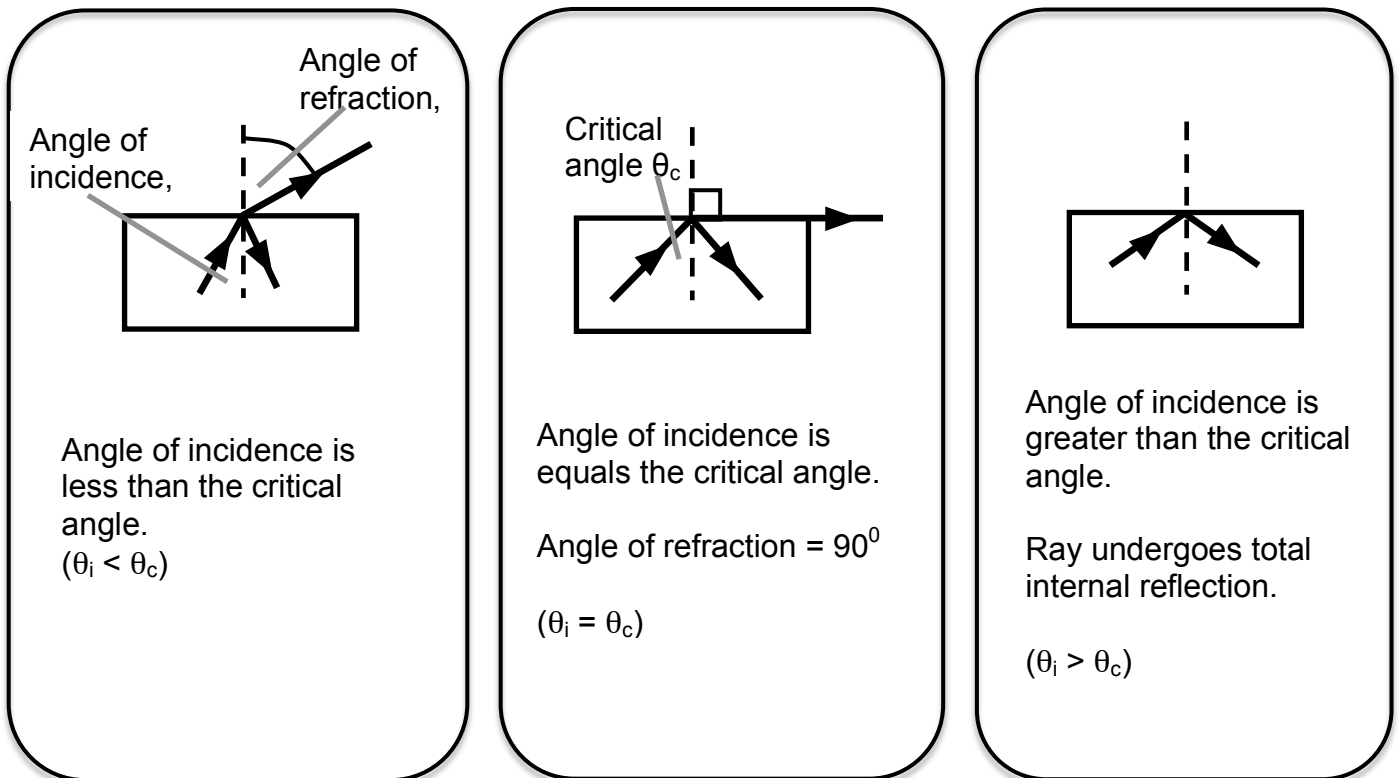 Angle of
refraction,
Angle of
incidence,
Angle of incidence is
less than the critical
angle.
(θi < θc)
Critical
angle θc
Angle of incidence is
equals the critical angle.
Angle of refraction = 90⁰
(θi = θc)
Angle of incidence is
greater than the critical
angle.
Ray undergoes total
internal reflection.
(θi > θc)